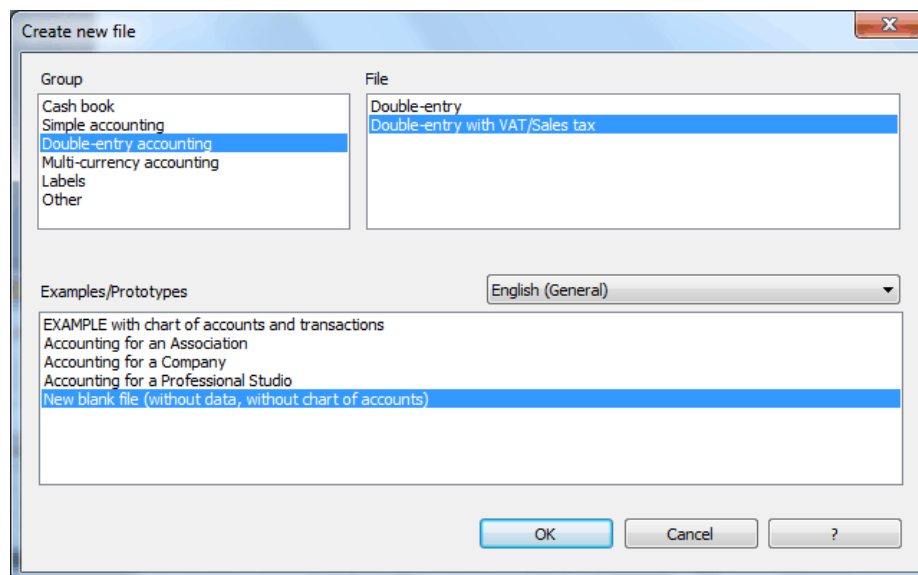 Create new file
Group
Cash book
Simple accounting
Double-entry accounting
Multi-currency accounting
Labels
Other
File
Double-entry
Double-entry with VAT/Sales tax
Examples/Prototypes
English (General)
EXAMPLE with chart of accounts and transactions
Accounting for an Association
Accounting for a Company
Accounting for a Professional Studio
New blank file (without data, without chart of accounts)
OK
Cancel
?